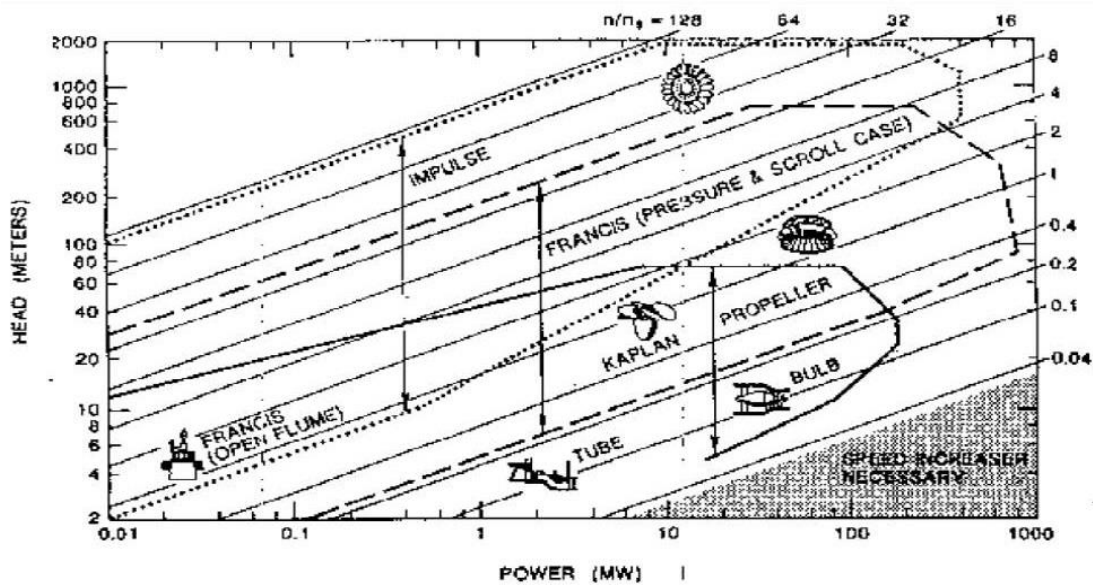 n/ns = 128 64 32 16
2000
1000
800
600
400
200
100
80
60
40
20
10
8
6
4
2
8
4
2
1
0.4
0.2
0.1
0.04
HEAD (METERS)
IMPULSE
FRANCIS (PRESSURE & SCROLL CASE)
PROPELLER
KAPLAN
BULB
FRANCIS
(OPEN FLUME)
TUBE
SPEED INCREASER
NECESSARY
0.01 0.1 1 10 100 1000
POWER (MW)